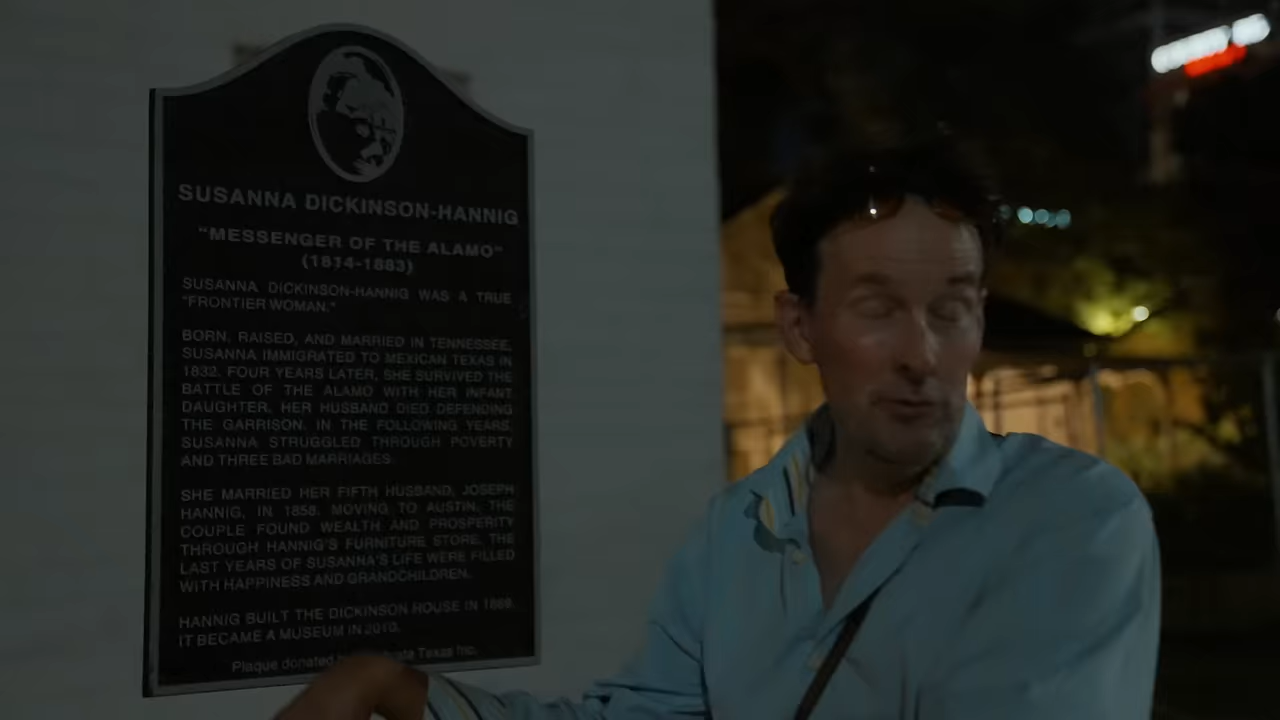 SUSANNA DICKINSON-HANNIG
"MESSENGER OF THE ALAMO"
(1814-1883)
SUSANNA DICKINSON-HANNIG WAS A TRUE
"FRONTIER WOMAN."
BORN, RAISED, AND MARRIED IN TENNESSEE,
SUSANNA IMMIGRATED TO MEXICAN TEXAS IN
1832. FOUR YEARS LATER, SHE SURVIVED THE
BATTLE OF THE ALAMO WITH HER INFANT
DAUGHTER. HER HUSBAND DIED DEFENDING
THE GARRISON. IN THE FOLLOWING YEARS,
SUSANNA STRUGGLED THROUGH POVERTY
AND THREE BAD MARRIAGES.
SHE MARRIED HER FIFTH HUSBAND, JOSEPH
HANNIG, IN 1858. MOVING TO AUSTIN, THE
COUPLE FOUND WEALTH AND PROSPERITY
THROUGH HANNIG'S FURNITURE STORE. THE
LAST YEARS OF SUSANNA'S LIFE WERE FILLED
WITH HAPPINESS AND GRANDCHILDREN.
HANNIG BUILT THE DICKINSON HOUSE IN 1869.
IT BECAME A MUSEUM IN 2010.
Plaque donated Texas Inc.